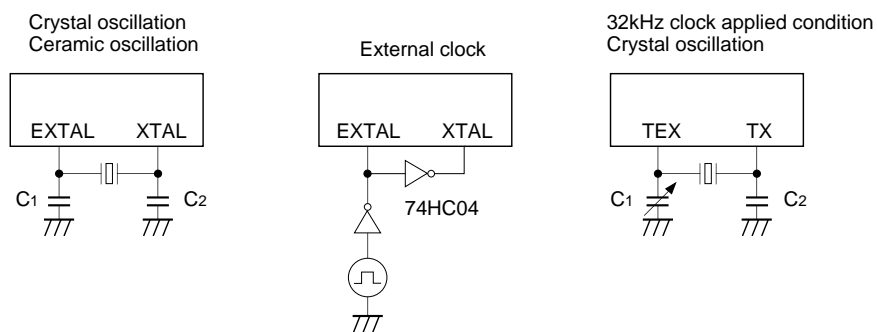 Crystal oscillation
Ceramic oscillation
EXTAL XTAL
C1 C2
External clock
EXTAL XTAL
74HC04
32kHz clock applied condition
Crystal oscillation
TEX TX
C1 C2